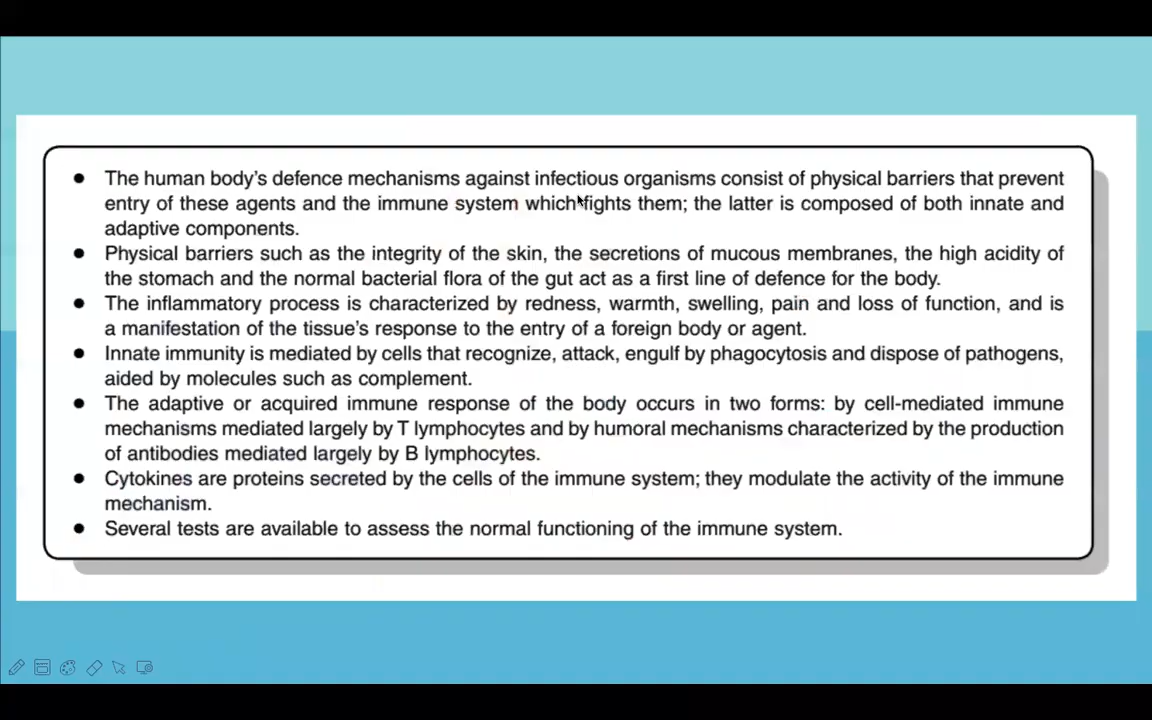 ● The human body's defence mechanisms against infectious organisms consist of physical barriers that prevent
entry of these agents and the immune system which fights them; the latter is composed of both innate and
adaptive components.
● Physical barriers such as the integrity of the skin, the secretions of mucous membranes, the high acidity of
the stomach and the normal bacterial flora of the gut act as a first line of defence for the body.
● The inflammatory process is characterized by redness, warmth, swelling, pain and loss of function, and is
a manifestation of the tissue's response to the entry of a foreign body or agent.
● Innate immunity is mediated by cells that recognize, attack, engulf by phagocytosis and dispose of pathogens,
aided by molecules such as complement.
● The adaptive or acquired immune response of the body occurs in two forms: by cell-mediated immune
mechanisms mediated largely by T lymphocytes and by humoral mechanisms characterized by the production
of antibodies mediated largely by B lymphocytes.
● Cytokines are proteins secreted by the cells of the immune system; they modulate the activity of the immune
mechanism.
● Several tests are available to assess the normal functioning of the immune system.